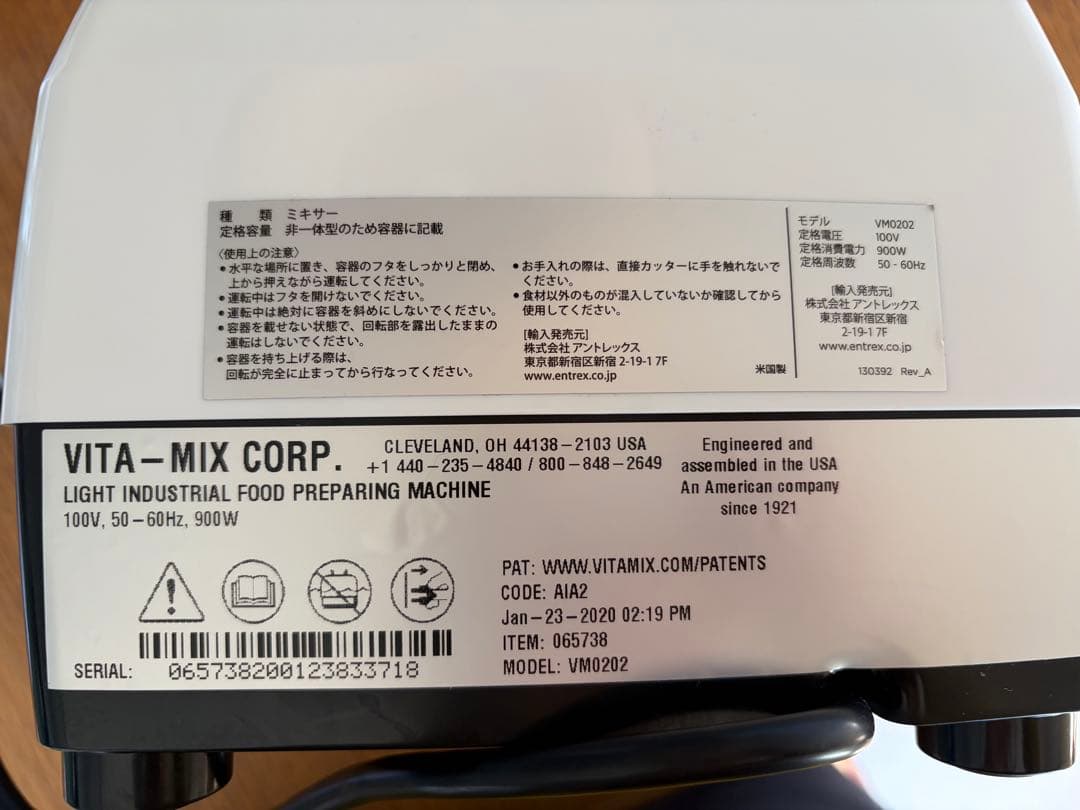 種　類　ミキサー
定格容量　非一体型のため容器に記載
〈使用上の注意〉
●水平な場所に置き、容器のフタをしっかりと閉め、
上から押えながら運転してください。
●運転中はフタを開けないでください。
●運転中は絶対に容器を斜めにしないでください。
●容器を載せない状態で、回転部を露出したままの
運転はしないでください。
●容器を持ち上げる際は、
回転が完全に止まってから行なってください。
●お手入れの際は、直接カッターに手を触れないで
ください。
●食材以外のものが混入していないか確認してから
使用してください。
[輸入発売元]
株式会社 アントレックス
東京都新宿区新宿 2-19-1 7F
www.entrex.co.jp
米国製
モデル　VM0202
定格電圧　100V
定格消費電力　900W
定格周波数　50 - 60Hz
[輸入発売元]
株式会社 アントレックス
東京都新宿区新宿
2-19-1 7F
www.entrex.co.jp
130392 Rev_A
VITA-MIX CORP.
CLEVELAND, OH 44138-2103 USA
+1 440-235-4840 / 800-848-2649
LIGHT INDUSTRIAL FOOD PREPARING MACHINE
100V, 50-60Hz, 900W
Engineered and
assembled in the USA
An American company
since 1921
PAT: WWW.VITAMIX.COM/PATENTS
CODE: AIA2
Jan-23-2020 02:19 PM
ITEM: 065738
MODEL: VM0202
SERIAL: 065738200123833718